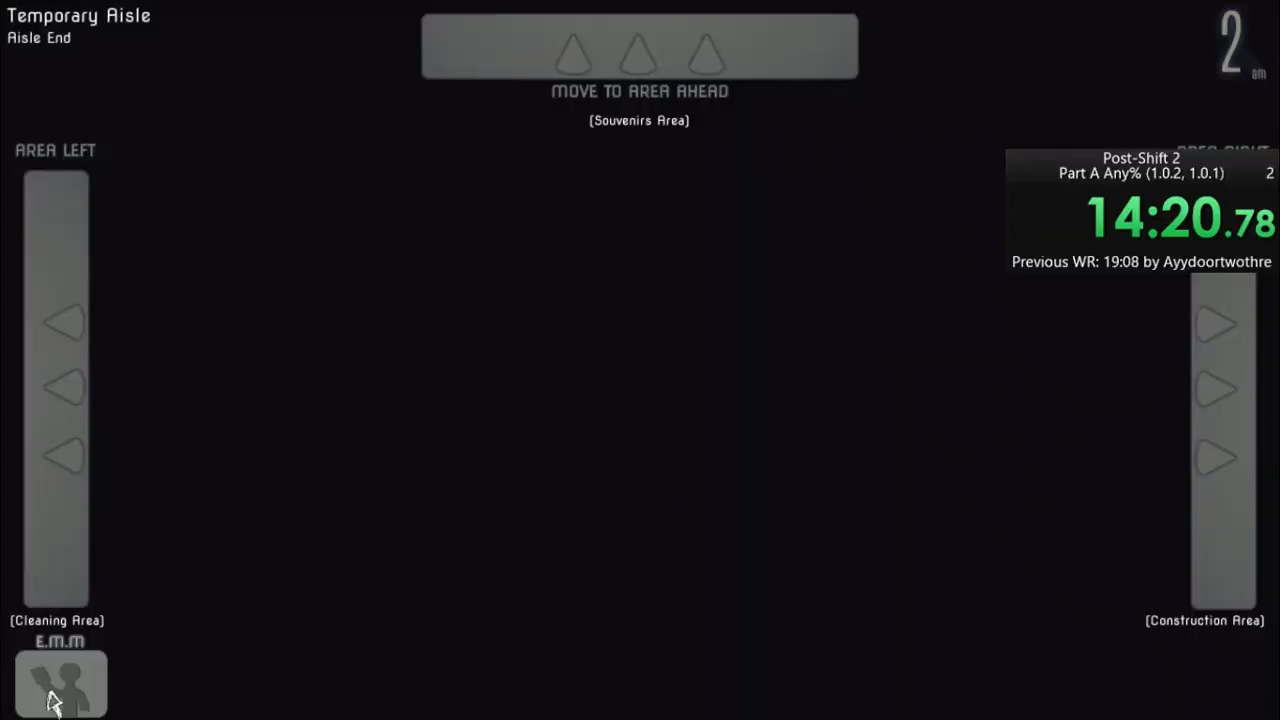 Temporary Aisle
Aisle End
MOVE TO AREA AHEAD
(Souvenirs Area)
2
am
AREA LEFT
Post-Shift 2
Part A Any% (1.0.2, 1.0.1) 2
14:20.78
Previous WR: 19:08 by Ayydoortwothre
(Cleaning Area)
(Construction Area)
E.M.M